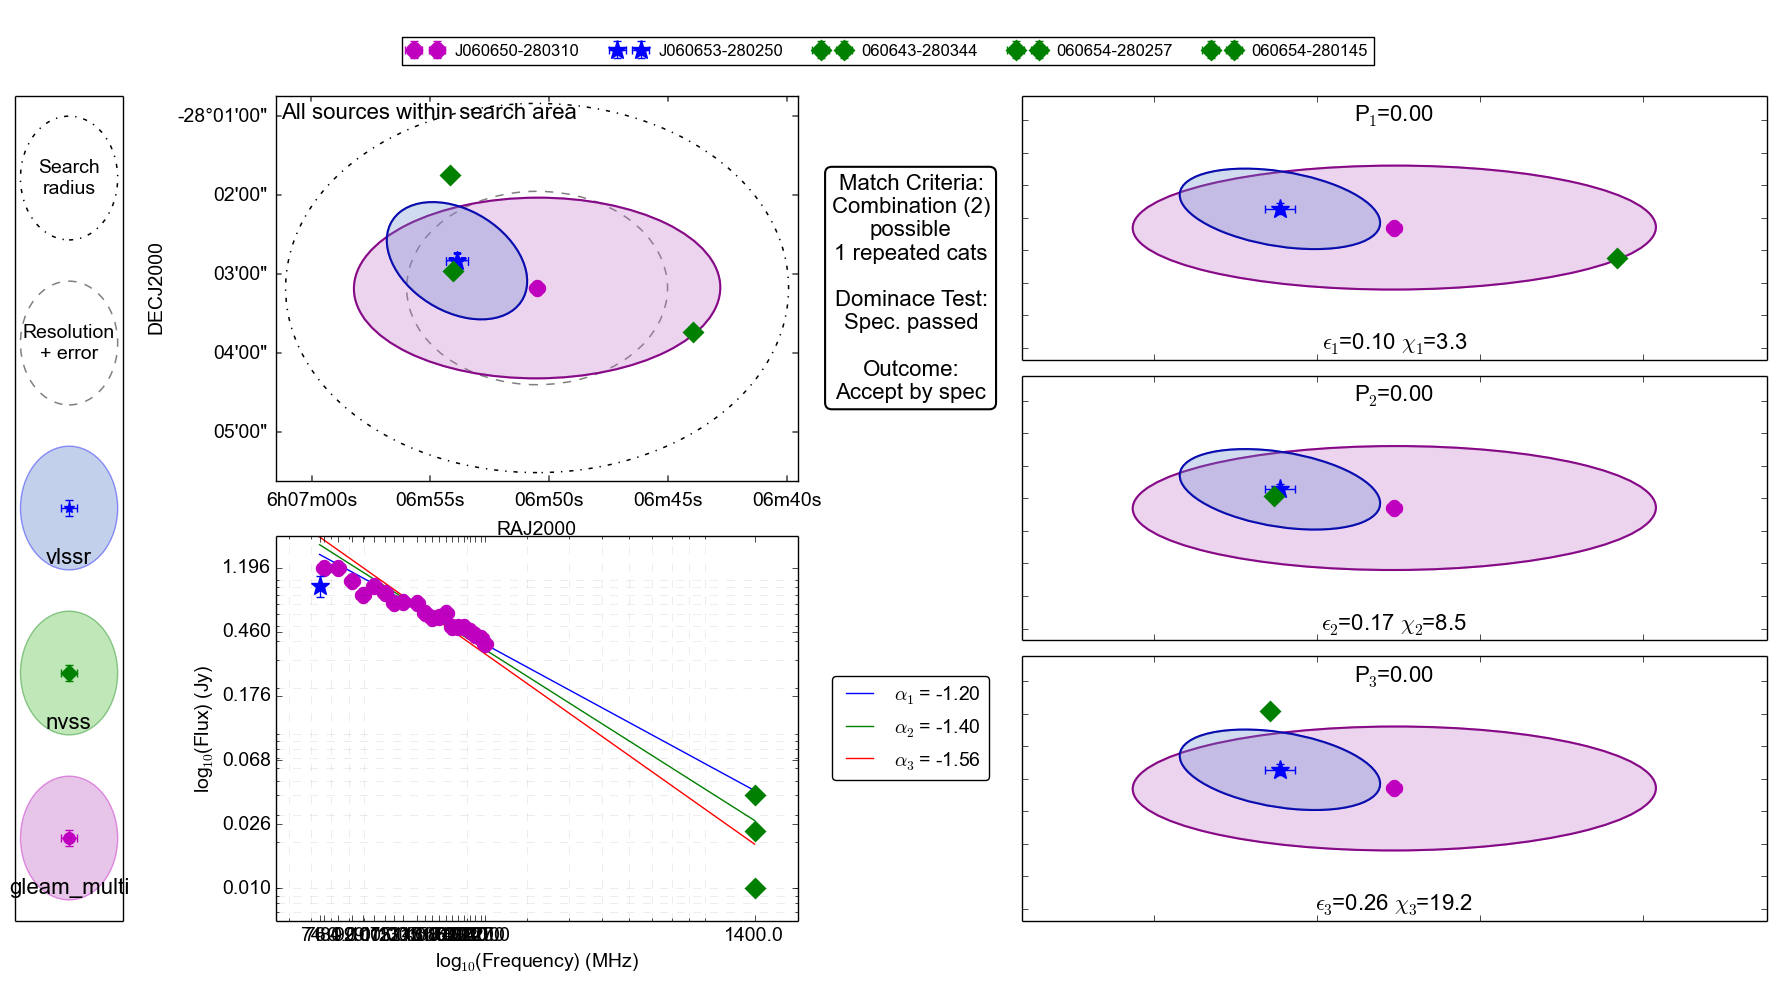 J060650-280310 J060653-280250 060643-280344 060654-280257 060654-280145
Search
radius
Resolution
+ error
vlssr
nvss
gleam_multi
All sources within search area
-28°01'00"
02'00"
03'00"
04'00"
05'00"
DECJ2000
6h07m00s 06m55s 06m50s 06m45s 06m40s
RAJ2000
Match Criteria:
Combination (2)
possible
1 repeated cats
Dominace Test:
Spec. passed
Outcome:
Accept by spec
P1=0.00
ϵ1=0.10 χ1=3.3
P2=0.00
ϵ2=0.17 χ2=8.5
P3=0.00
ϵ3=0.26 χ3=19.2
1.196
0.460
0.176
0.068
0.026
0.010
log10(Flux) (Jy)
1400.0
log10(Frequency) (MHz)
α1 = -1.20
α2 = -1.40
α3 = -1.56